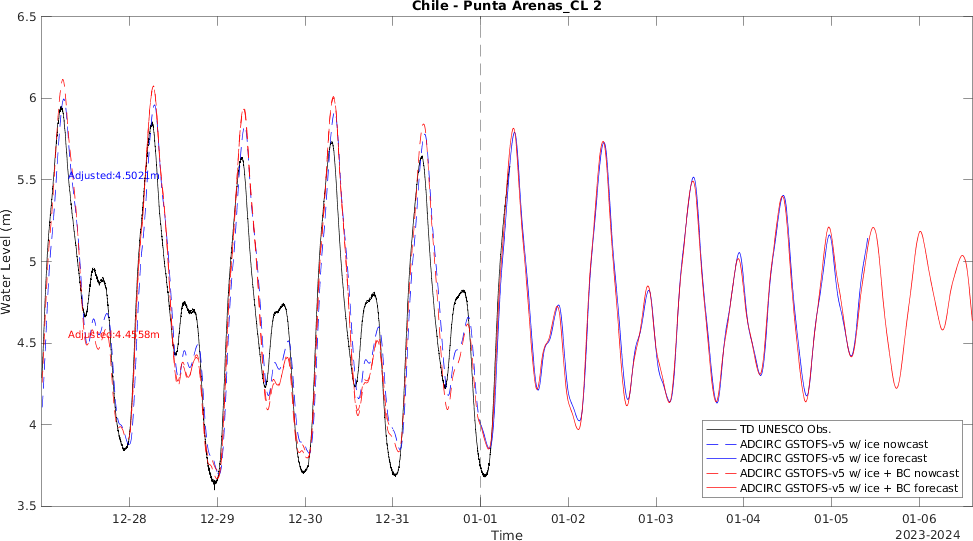 Chile - Punta Arenas_CL 2
6.5
6
5.5
5
4.5
4
3.5
Water Level (m)
Adjusted:4.5021m
Adjusted:4.4558m
TD UNESCO Obs.
ADCIRC GSTOFS-v5 w/ ice nowcast
ADCIRC GSTOFS-v5 w/ ice forecast
ADCIRC GSTOFS-v5 w/ ice + BC nowcast
ADCIRC GSTOFS-v5 w/ ice + BC forecast
12-28 12-29 12-30 12-31 01-01 01-02 01-03 01-04 01-05 01-06
Time
2023-2024